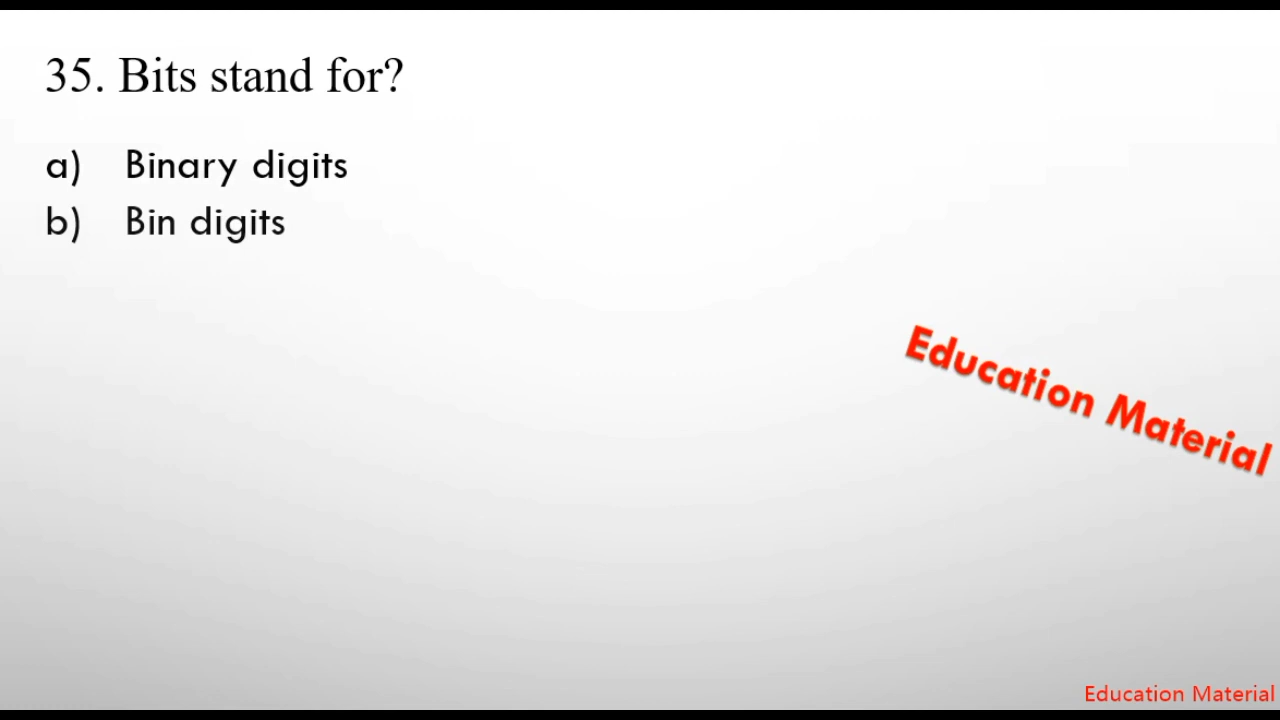 35. Bits stand for?
a) Binary digits
b) Bin digits
Education Material
Education Material